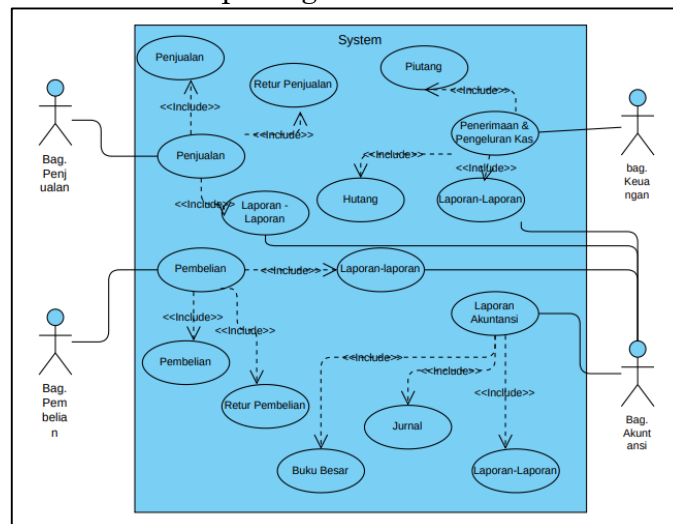 System
Penjualan
Piutang
Retur Penjualan
<<Include>>
<<Include>>
<<Include>>
Penerimaan &
Pengeluran Kas
Bag.
Penj
ualan
bag.
Keua
ngan
Penjualan
<<Include>>
<<Include>>
<<Include>>
Laporan -
Laporan
Hutang
Laporan-Laporan
Pembelian
<<Include>>
Laporan-laporan
Laporan
Akuntansi
<<Include>>
<<Include>>
Pembelian
<<Include>>
<<Include>>
<<Include>>
Bag.
Pem
belia
n
Bag.
Akunt
ansi
Retur Pembelian
Jurnal
Buku Besar
Laporan-Laporan